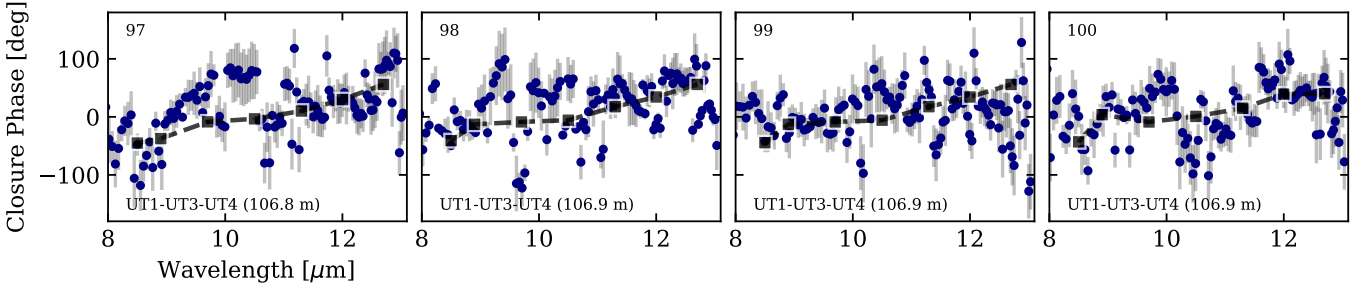 Closure Phase [deg]
100
0
−100
97
98
99
100
UT1-UT3-UT4 (106.8 m)
UT1-UT3-UT4 (106.9 m)
UT1-UT3-UT4 (106.9 m)
UT1-UT3-UT4 (106.9 m)
8 10 12
8 10 12
8 10 12
8 10 12
Wavelength [μm]